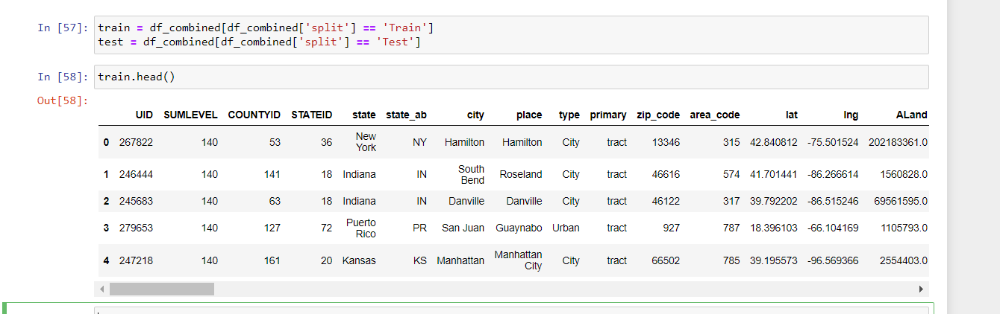 In [57]: train = df_combined[df_combined['split'] == 'Train']
test = df_combined[df_combined['split'] == 'Test']
In [58]: train.head()
Out[58]:
UID SUMLEVEL COUNTYID STATEID state state_ab city place type primary zip_code area_code lat lng ALand
0 267822 140 53 36 New York NY Hamilton Hamilton City tract 13346 315 42.840812 -75.501524 202183361.0
1 246444 140 141 18 Indiana IN South Bend Roseland City tract 46616 574 41.701441 -86.266614 1560828.0
2 245683 140 63 18 Indiana IN Danville Danville City tract 46122 317 39.792202 -86.515246 69561595.0
3 279653 140 127 72 Puerto Rico PR San Juan Guaynabo Urban tract 927 787 18.396103 -66.104169 1105793.0
4 247218 140 161 20 Kansas KS Manhattan Manhattan City City tract 66502 785 39.195573 -96.569366 2554403.0